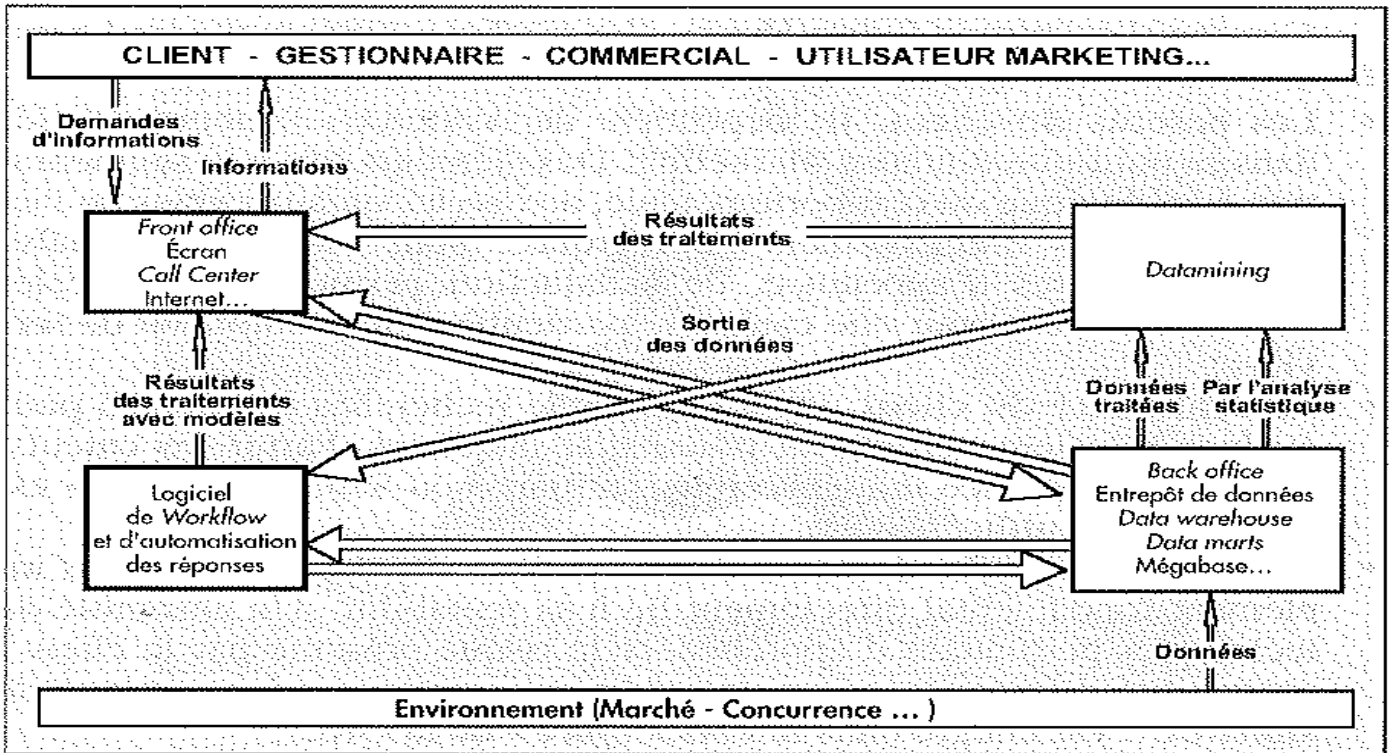 CLIENT - GESTIONNAIRE - COMMERCIAL - UTILISATEUR MARKETING...
Demandes
d'informations
Informations
Front office
Écran
Call Center
Internet...
Résultats
des traitements
Datamining
Sortie
des données
Résultats
des traitements
avec modèles
Données
traitées
Par l'analyse
statistique
Logiciel
de Workflow
et d'automatisation
des réponses
Back office
Entrepôt de données
Data warehouse
Data marts
Mégabase...
Données
Environnement (Marché - Concurrence ... )